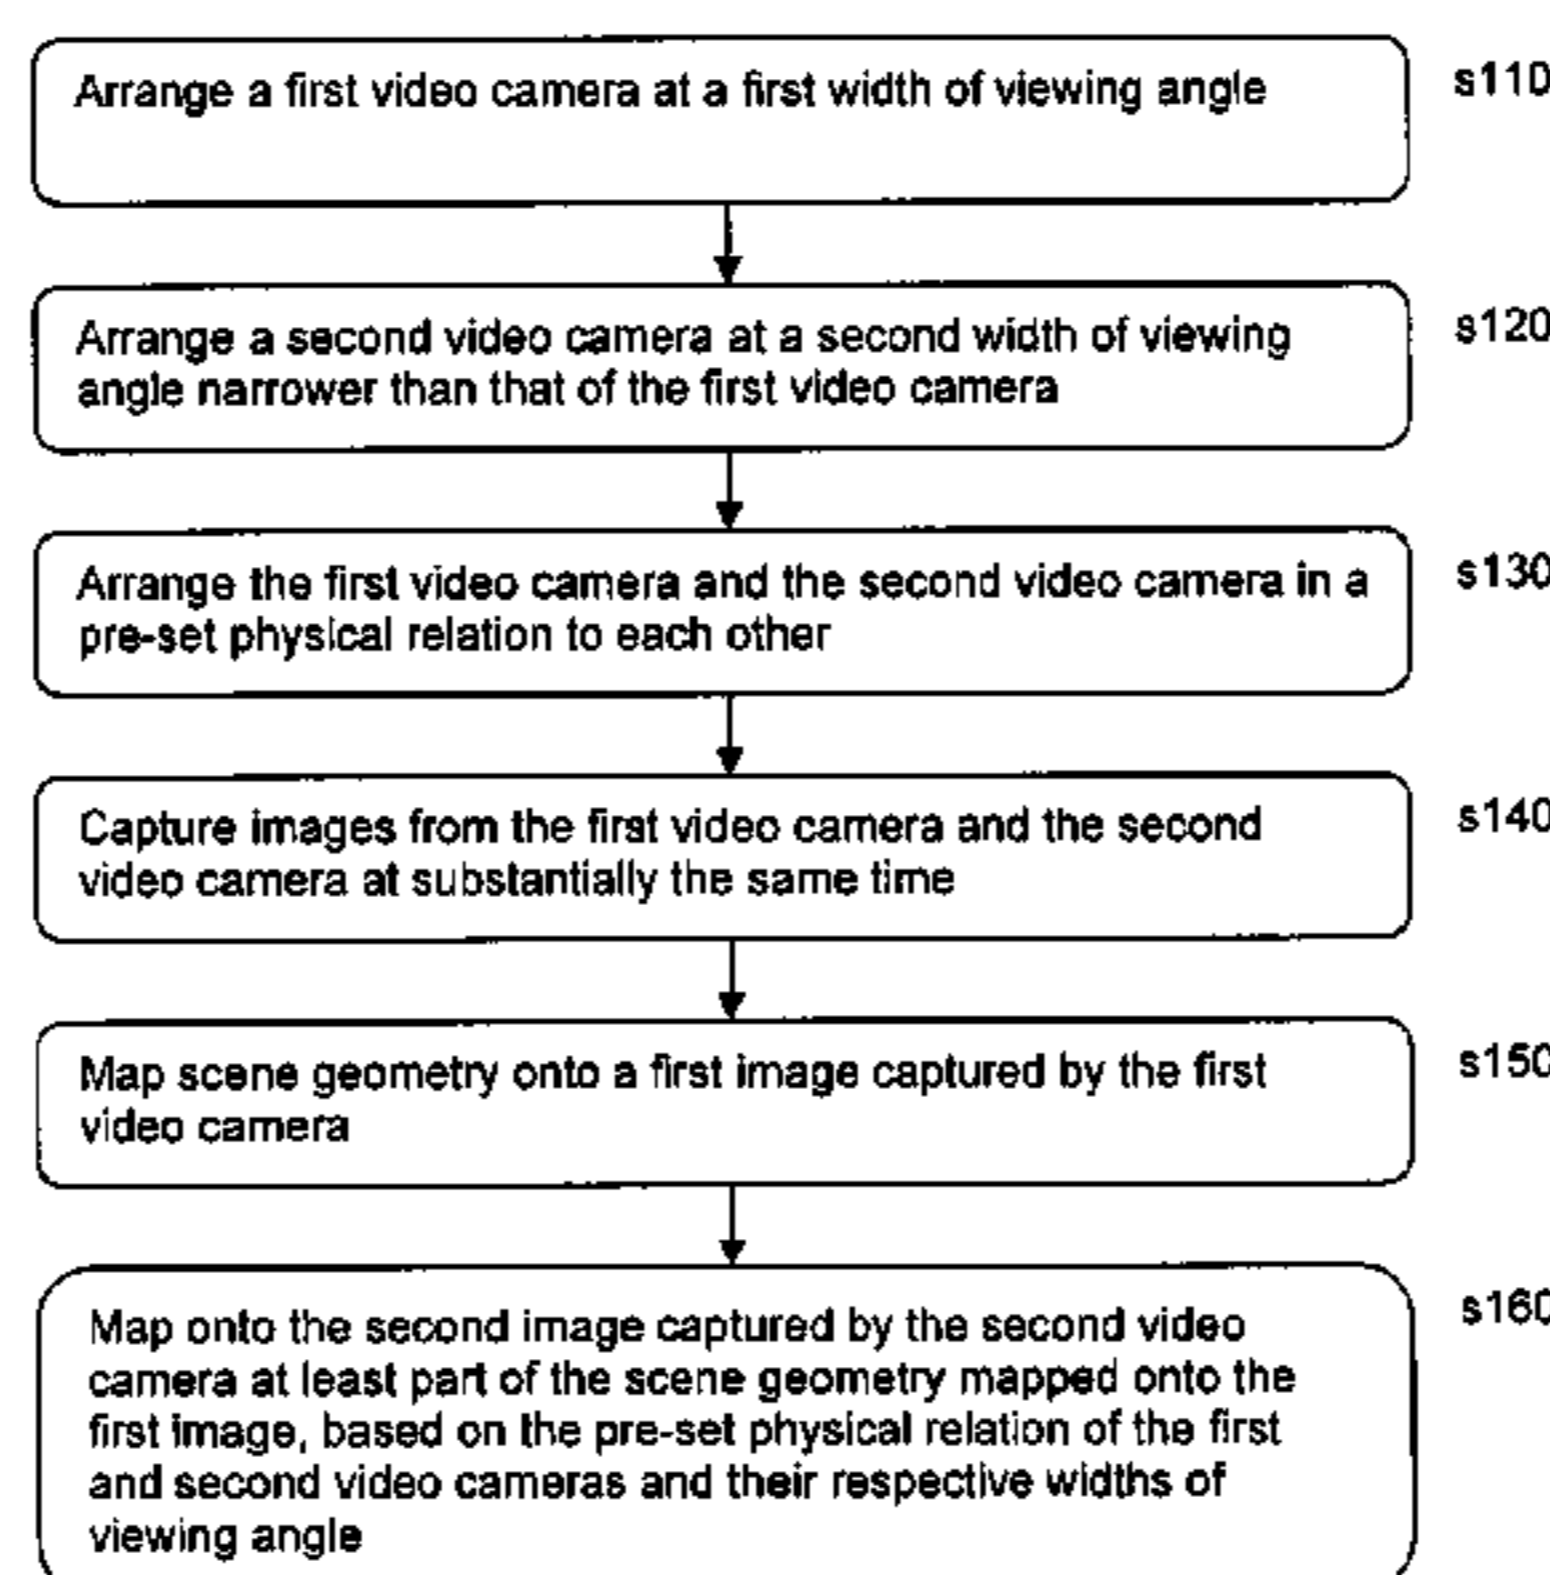 Arrange a first video camera at a first width of viewing angle
s110
Arrange a second video camera at a second width of viewing
angle narrower than that of the first video camera
s120
Arrange the first video camera and the second video camera in a
pre-set physical relation to each other
s130
Capture images from the first video camera and the second
video camera at substantially the same time
s140
Map scene geometry onto a first image captured by the first
video camera
s150
Map onto the second image captured by the second video
camera at least part of the scene geometry mapped onto the
first image, based on the pre-set physical relation of the first
and second video cameras and their respective widths of
viewing angle
s160